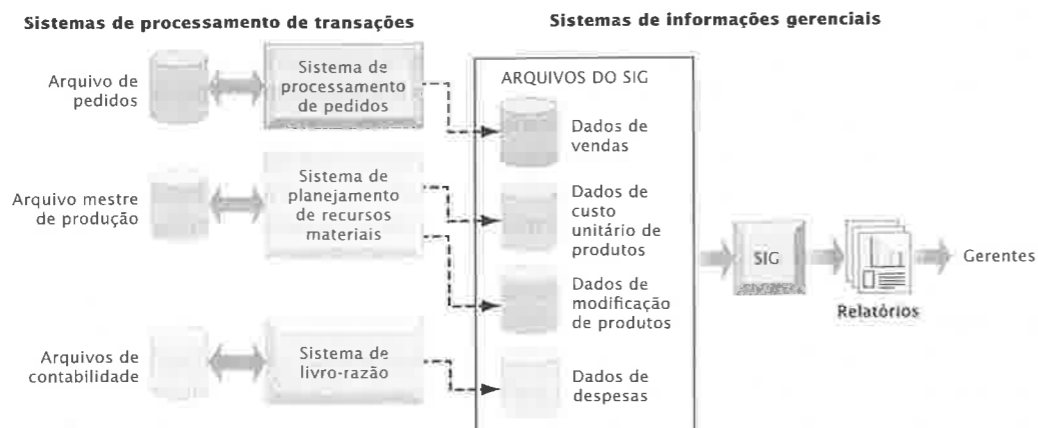 Sistemas de processamento de transações
Sistemas de informações gerenciais
Arquivo de
pedidos
Sistema de
processamento
de pedidos
Arquivo mestre
de produção
Sistema de
planejamento
de recursos
materiais
Arquivos de
contabilidade
Sistema de
livro-razão
ARQUIVOS DO SIG
Dados de
vendas
Dados de
custo
unitário de
produtos
Dados de
modificação
de produtos
Dados de
despesas
SIG
Relatórios
Gerentes